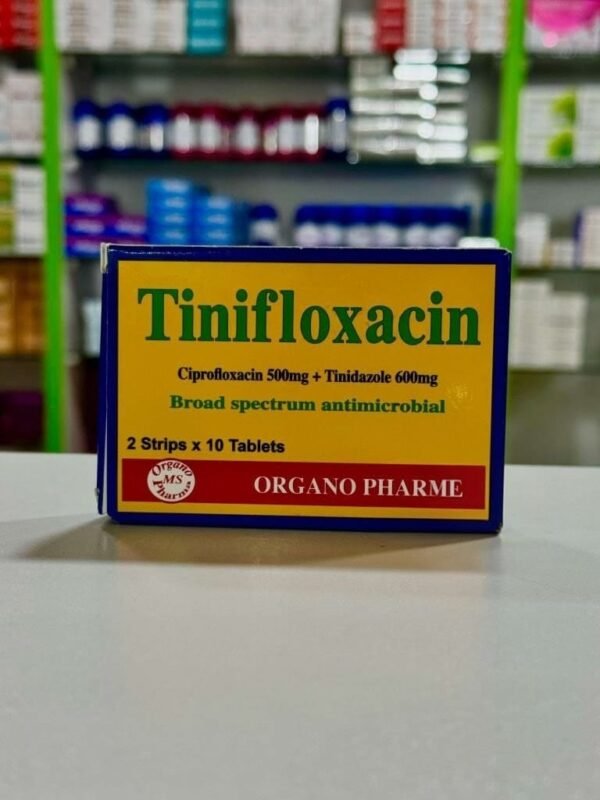 Tinifloxacin
Ciprofloxacin 500mg + Tinidazole 600mg
Broad spectrum antimicrobial
2 Strips x 10 Tablets
Organo
MS
Pharma
ORGANO PHARME